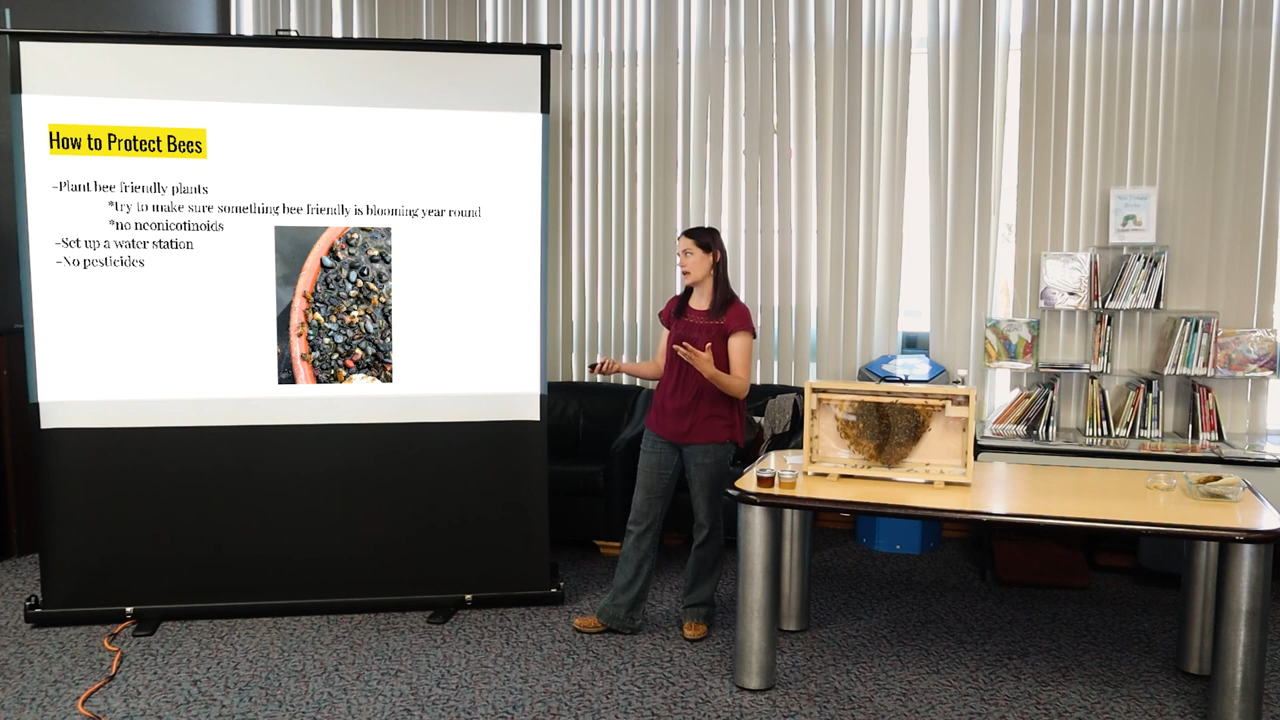 How to Protect Bees
-Plant bee friendly plants
*try to make sure something bee friendly is blooming year round
*no neonicotinoids
-Set up a water station
-No pesticides